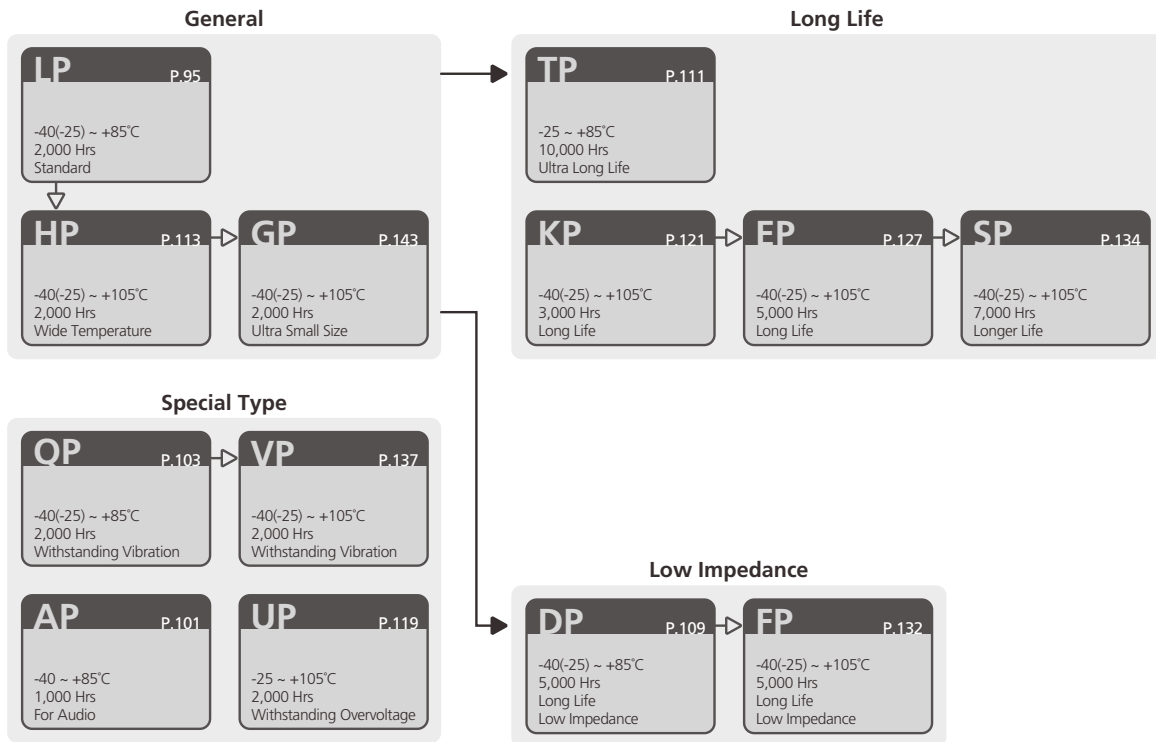 General
LP P.95
-40(-25) ~ +85˚C
2,000 Hrs
Standard
HP P.113
-40(-25) ~ +105˚C
2,000 Hrs
Wide Temperature
GP P.143
-40(-25) ~ +105˚C
2,000 Hrs
Ultra Small Size
Long Life
TP P.111
-25 ~ +85˚C
10,000 Hrs
Ultra Long Life
KP P.121
-40(-25) ~ +105˚C
3,000 Hrs
Long Life
EP P.127
-40(-25) ~ +105˚C
5,000 Hrs
Long Life
SP P.134
-40(-25) ~ +105˚C
7,000 Hrs
Longer Life
Special Type
QP P.103
-40(-25) ~ +85˚C
2,000 Hrs
Withstanding Vibration
VP P.137
-40(-25) ~ +105˚C
2,000 Hrs
Withstanding Vibration
AP P.101
-40 ~ +85˚C
1,000 Hrs
For Audio
UP P.119
-25 ~ +105˚C
2,000 Hrs
Withstanding Overvoltage
Low Impedance
DP P.109
-40(-25) ~ +85˚C
5,000 Hrs
Long Life
Low Impedance
FP P.132
-40(-25) ~ +105˚C
5,000 Hrs
Long Life
Low Impedance